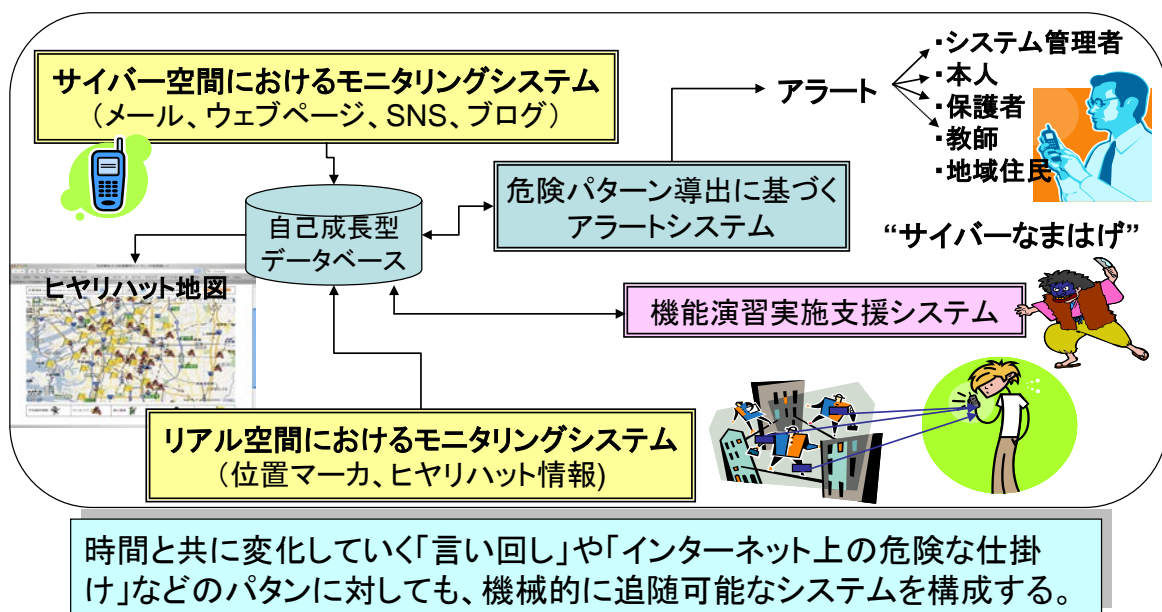 サイバー空間におけるモニタリングシステム
（メール、ウェブページ、SNS、ブログ）
アラート
・システム管理者
・本人
・保護者
・教師
・地域住民
自己成長型
データベース
危険パターン導出に基づく
アラートシステム
“サイバーなまはげ”
ヒヤリハット地図
機能演習実施支援システム
リアル空間におけるモニタリングシステム
（位置マーカ、ヒヤリハット情報)
時間と共に変化していく「言い回し」や「インターネット上の危険な仕掛
け」などのパタンに対しても、機械的に追随可能なシステムを構成する。